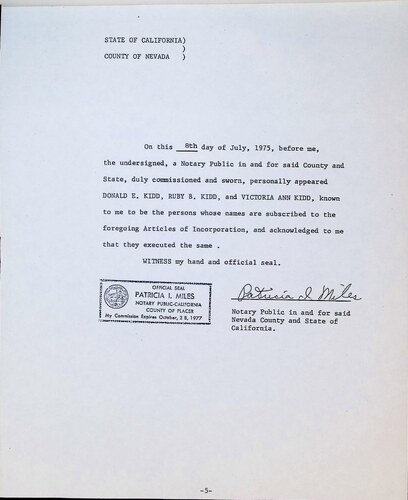 STATE OF CALIFORNIA)
)
COUNTY OF NEVADA )
On this 8th day of July, 1975, before me,
the undersigned, a Notary Public in and for said County and
State, duly commissioned and sworn, personally appeared
DONALD E. KIDD, RUBY B. KIDD, and VICTORIA ANN KIDD, known
to me to be the persons whose names are subscribed to the
foregoing Articles of Incorporation, and acknowledged to me
that they executed the same .
WITNESS my hand and official seal.
OFFICIAL SEAL
PATRICIA I. MILES
NOTARY PUBLIC-CALIFORNIA
COUNTY OF PLACER
My Commission Expires October, 28, 1977
Patricia I Miles
Notary Public in and for said
Nevada County and State of
California.
-5-